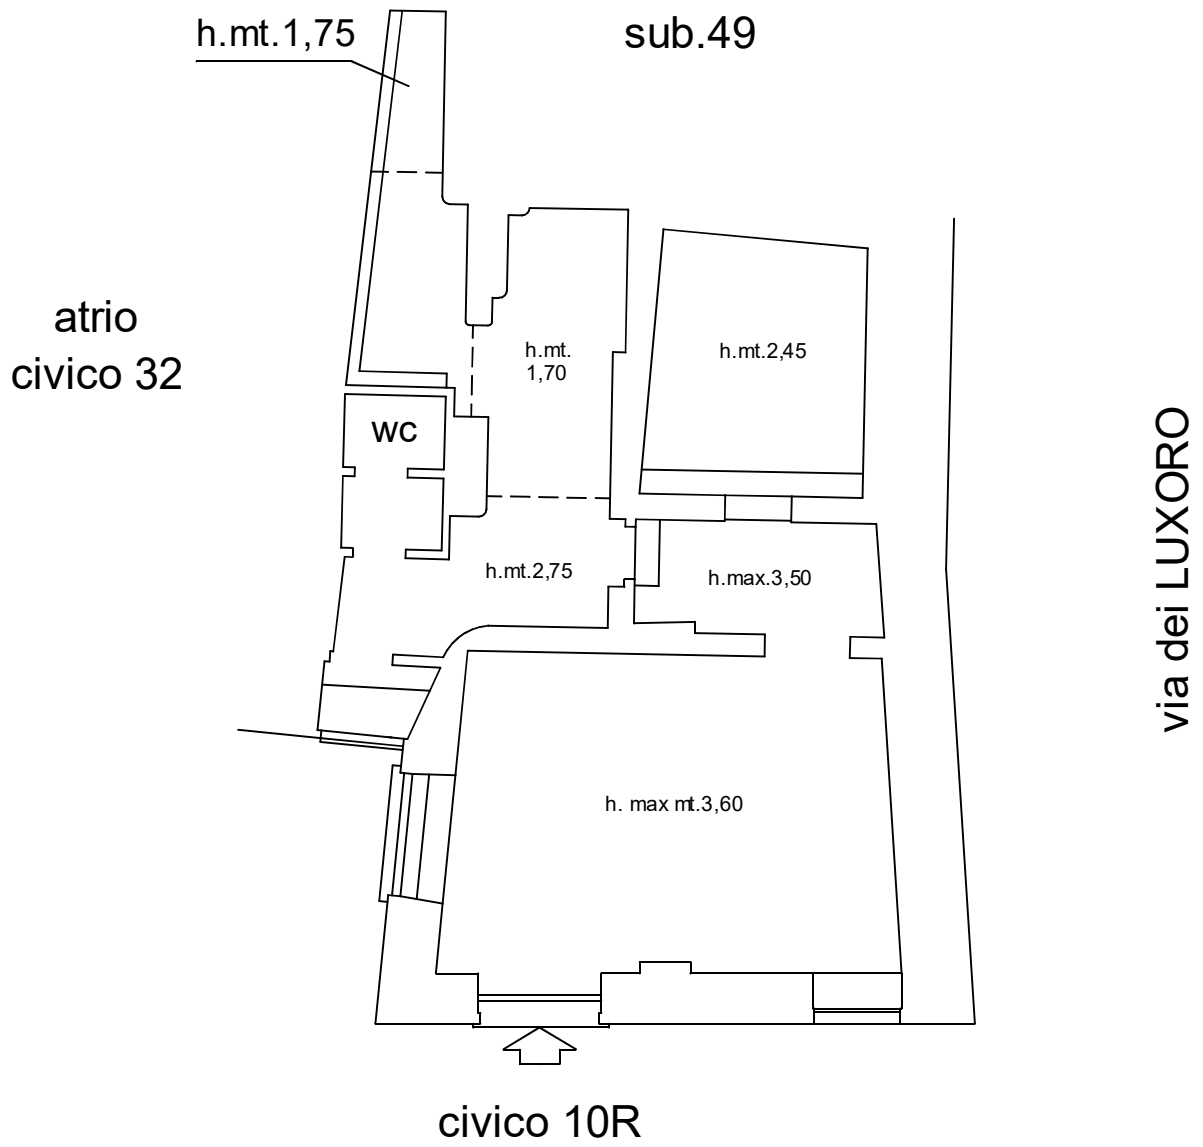 h.mt.1,75
sub.49
atrio
civico 32
h.mt.
1,70
h.mt.2,45
wc
h.mt.2,75
h.max.3,50
via dei LUXORO
h. max mt.3,60
civico 10R